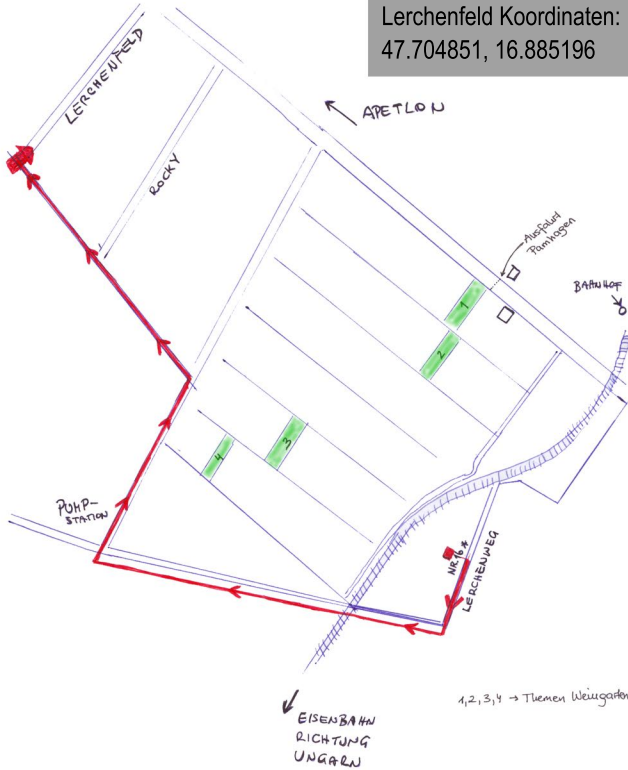 Lerchenfeld Koordinaten:
47.704851, 16.885196
LERCHENFELD
APETLON
ROCKY
Ausfahrt
Pamhagen
BAHNHOF
1
2
3
4
PUMP-
STATION
NR 16 *
LERCHENWEG
1,2,3,4 → Themen Weingarten
EISENBAHN
RICHTUNG
UNGARN